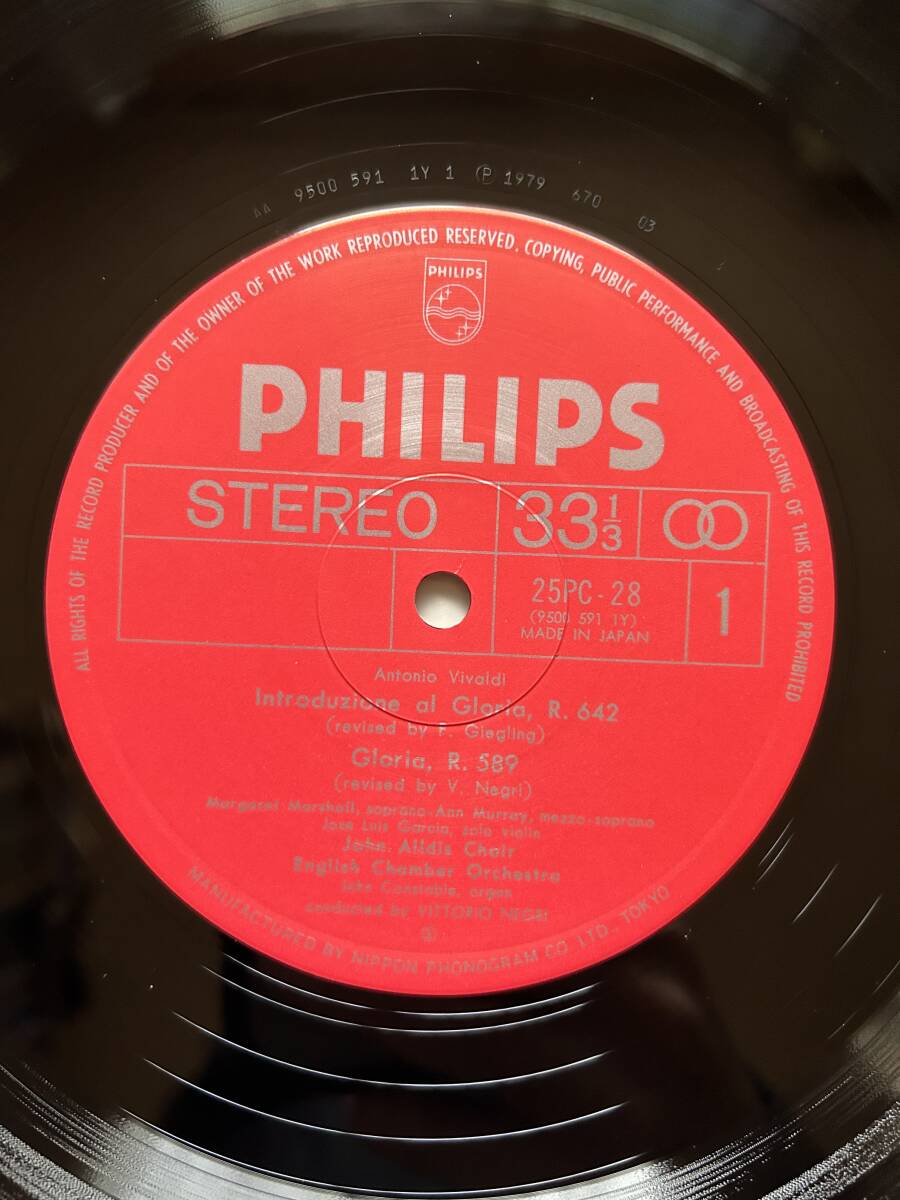 AA 9500 591 1Y 1 Ⓟ 1979 670 03
ALL RIGHTS OF THE RECORD PRODUCER AND OF THE OWNER OF THE WORK REPRODUCED RESERVED. COPYING, PUBLIC PERFORMANCE AND BROADCASTING OF THIS RECORD PROHIBITED
PHILIPS
PHILIPS
STEREO 33 1/3
25PC-28
(9500 591 1Y)
MADE IN JAPAN
1
Antonio Vivaldi
Introduzione al Gloria, R. 642
(revised by F. Giegling)
Gloria, R. 589
(revised by V. Negri)
Margaret Marshall, soprano·Ann Murray, mezzo-soprano
Jose Luis Garcia, solo violin
John Alldis Choir
English Chamber Orchestra
John Constable, organ
conducted by VITTORIO NEGRI
MANUFACTURED BY NIPPON PHONOGRAM CO., LTD., TOKYO